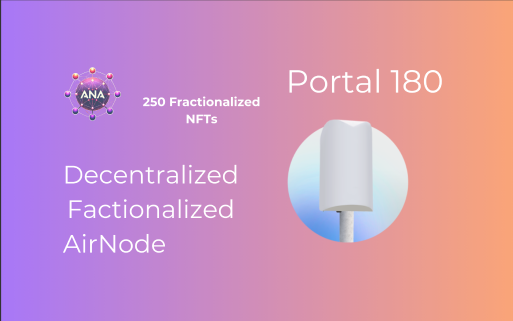 ANA
250 Fractionalized
NFTs
Portal 180
Decentralized
Factionalized
AirNode